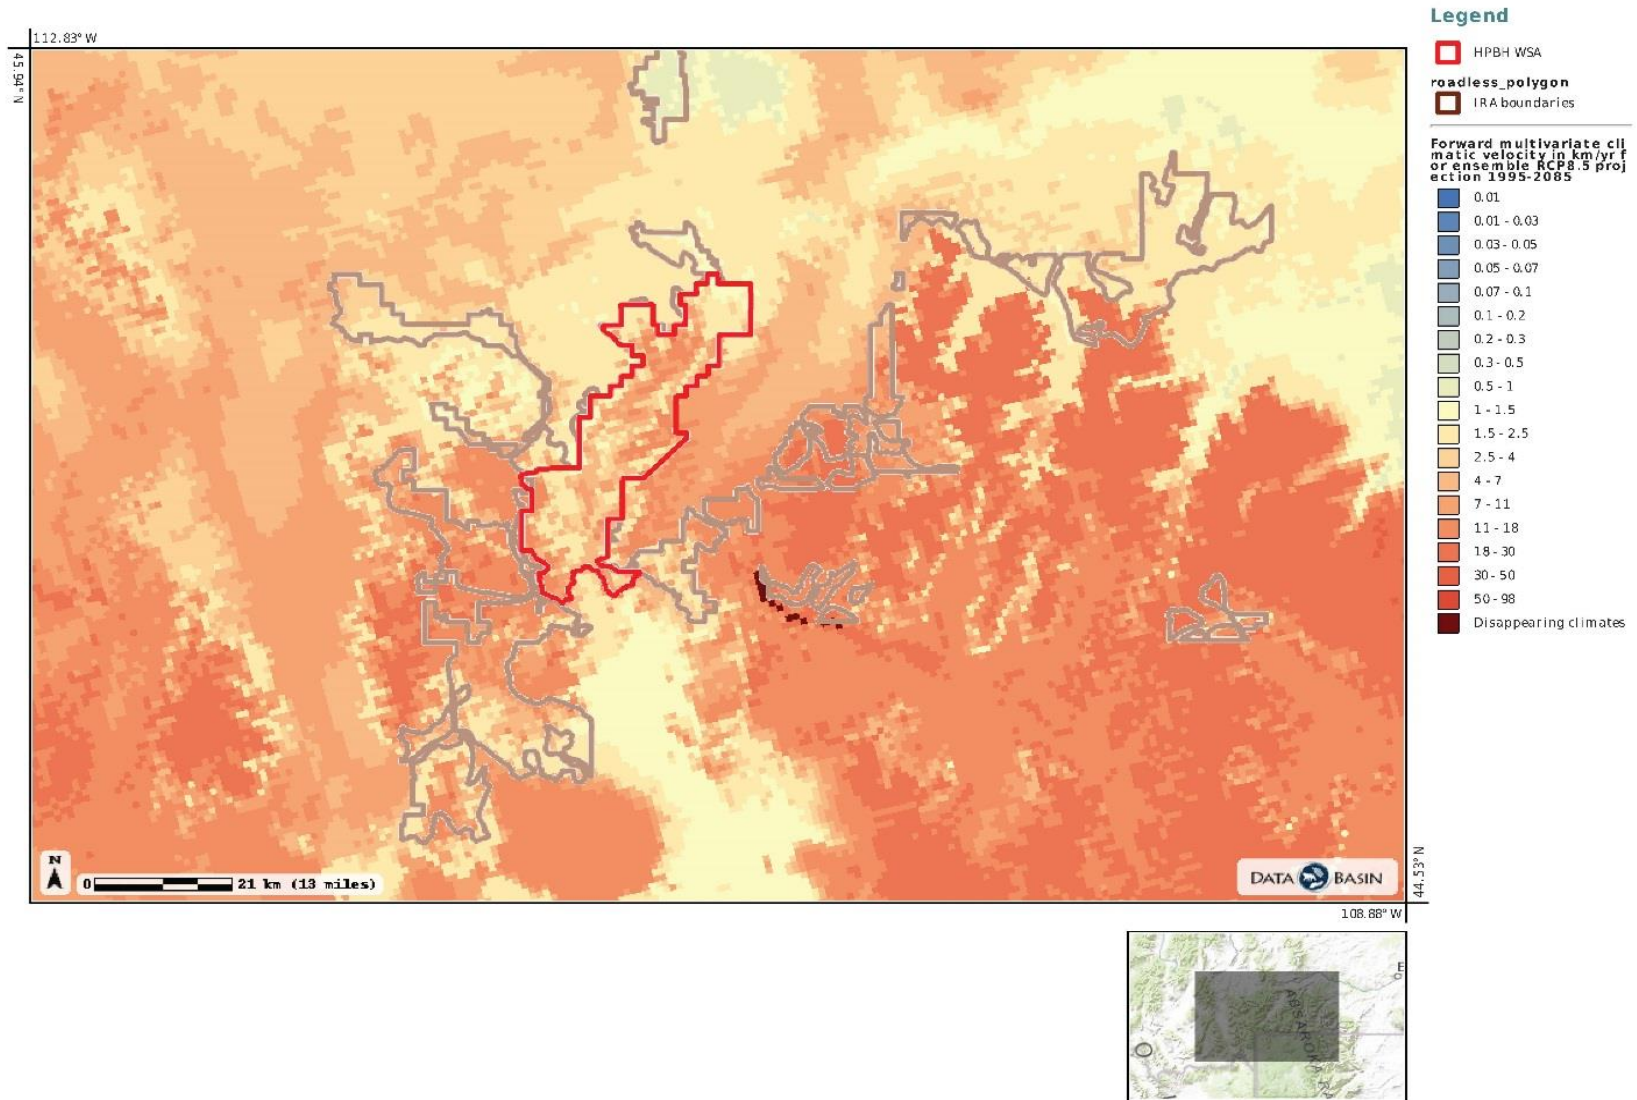 Legend
112.83° W
45.94° N
HPBH WSA
roadless_polygon
IRA boundaries
Forward multivariate cli
matic velocity in km/yr f
or ensemble RCP8.5 proj
ection 1995-2085
0.01
0.01 - 0.03
0.03 - 0.05
0.05 - 0.07
0.07 - 0.1
0.1 - 0.2
0.2 - 0.3
0.3 - 0.5
0.5 - 1
1 - 1.5
1.5 - 2.5
2.5 - 4
4 - 7
7 - 11
11 - 18
18 - 30
30 - 50
50 - 98
Disappearing climates
N
0 21 km (13 miles)
DATA BASIN
44.53° N
108.88° W
ABSAROKA RA